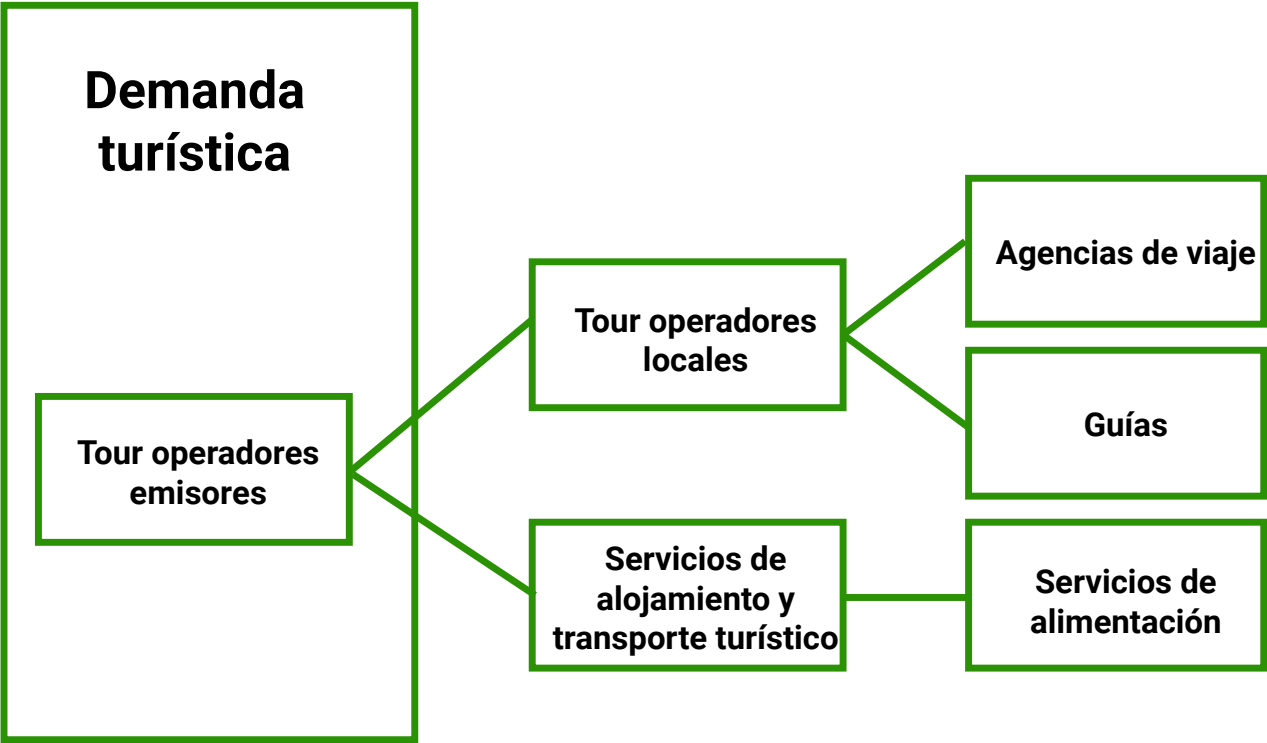 Demanda
turística
Tour operadores
emisores
Tour operadores
locales
Servicios de
alojamiento y
transporte turístico
Agencias de viaje
Guías
Servicios de
alimentación